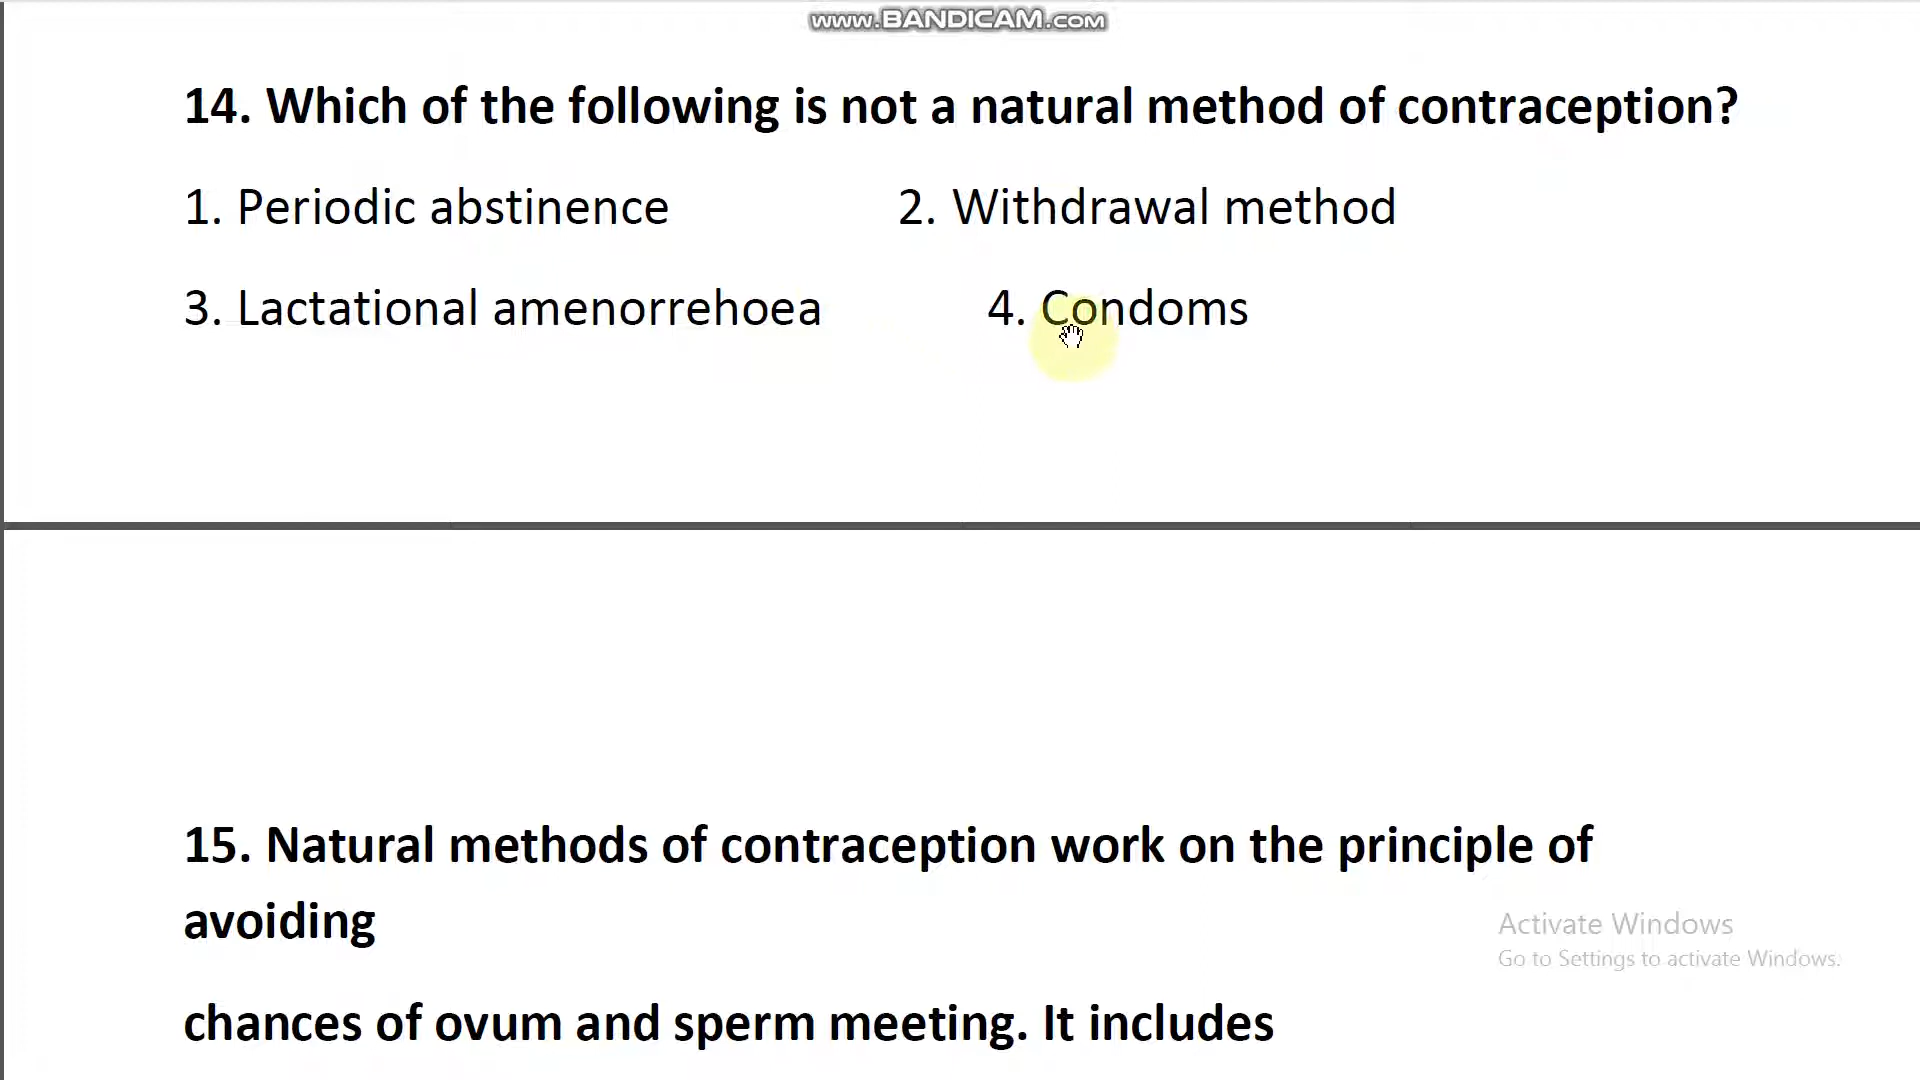 www.BANDICAM.com
14. Which of the following is not a natural method of contraception?
1. Periodic abstinence 2. Withdrawal method
3. Lactational amenorrehoea 4. Condoms
15. Natural methods of contraception work on the principle of
avoiding
Activate Windows
Go to Settings to activate Windows.
chances of ovum and sperm meeting. It includes